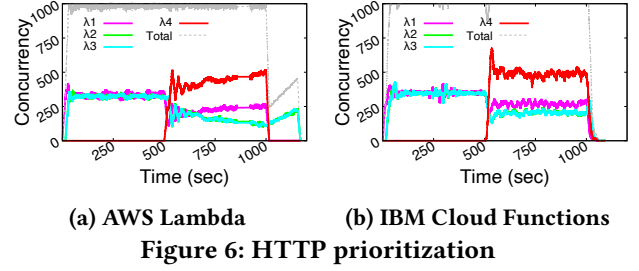 1000
750
500
250
0
Concurrency
λ1
λ2
λ3
λ4
Total
250
500
750
1000
Time (sec)
(a) AWS Lambda
1000
750
500
250
0
Concurrency
λ1
λ2
λ3
λ4
Total
250
500
750
1000
Time (sec)
(b) IBM Cloud Functions
Figure 6: HTTP prioritization